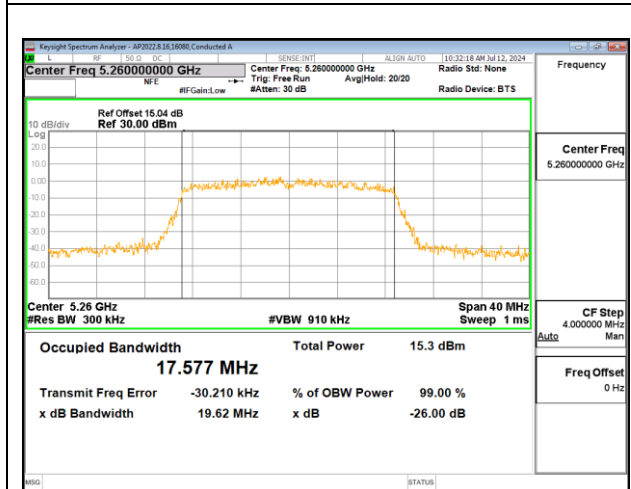 Keysight Spectrum Analyzer - AP2022.8.16,16080,Conducted A
L RF 50 Ω DC SENSE:INT ALIGN AUTO 10:32:18 AM Jul 12, 2024
Center Freq 5.260000000 GHz
NFE
#IFGain:Low
Center Freq: 5.260000000 GHz
Trig: Free Run Avg|Hold: 20/20
#Atten: 30 dB
Radio Std: None
Radio Device: BTS
Frequency
Ref Offset 15.04 dB
10 dB/div Ref 30.00 dBm
Log
20.0
10.0
0.00
-10.0
-20.0
-30.0
-40.0
-50.0
-60.0
Center 5.26 GHz Span 40 MHz
#Res BW 300 kHz #VBW 910 kHz Sweep 1 ms
Occupied Bandwidth Total Power 15.3 dBm
17.577 MHz
Transmit Freq Error -30.210 kHz % of OBW Power 99.00 %
x dB Bandwidth 19.62 MHz x dB -26.00 dB
Center Freq
5.260000000 GHz
CF Step
4.000000 MHz
Auto Man
Freq Offset
0 Hz
MSG STATUS